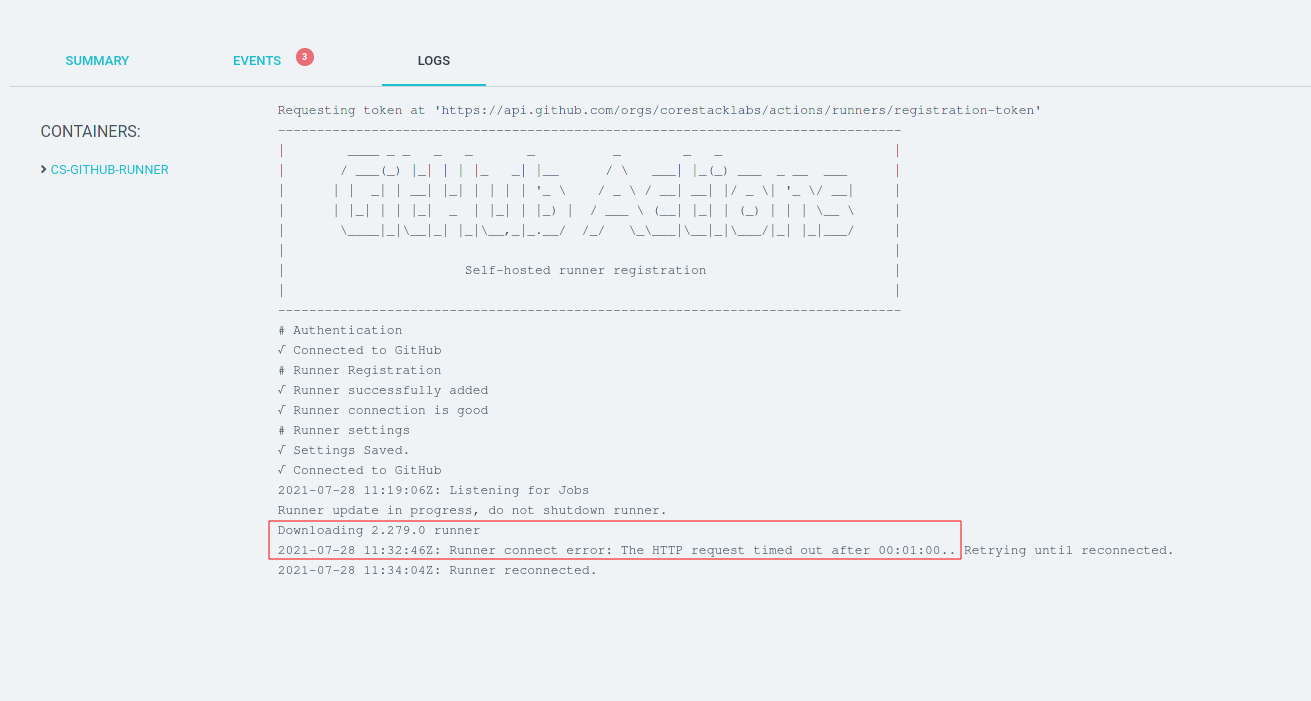 SUMMARY
EVENTS 3
LOGS
CONTAINERS:
CS-GITHUB-RUNNER
Requesting token at 'https://api.github.com/orgs/corestacklabs/actions/runners/registration-token'
--------------------------------------------------------------------------------
|        ____ _ _   _   _       _          _        _   _                      |
|       / ___(_) |_| | | |_   _| |__      / \   ___| |_(_) ___  _ __  ___      |
|      | |  _| | __| |_| | | | | '_ \    / _ \ / __| __| |/ _ \| '_ \/ __|     |
|      | |_| | | |_|  _  | |_| | |_) |  / ___ \ (__| |_| | (_) | | | \__ \     |
|       \____|_|\__|_| |_|\__,_|_.__/  /_/   \_\___|\__|_|\___/|_| |_|___/     |
|                                                                              |
|                       Self-hosted runner registration                        |
|                                                                              |
--------------------------------------------------------------------------------
# Authentication
√ Connected to GitHub
# Runner Registration
√ Runner successfully added
√ Runner connection is good
# Runner settings
√ Settings Saved.
√ Connected to GitHub
2021-07-28 11:19:06Z: Listening for Jobs
Runner update in progress, do not shutdown runner.
Downloading 2.279.0 runner
2021-07-28 11:32:46Z: Runner connect error: The HTTP request timed out after 00:01:00.. Retrying until reconnected.
2021-07-28 11:34:04Z: Runner reconnected.